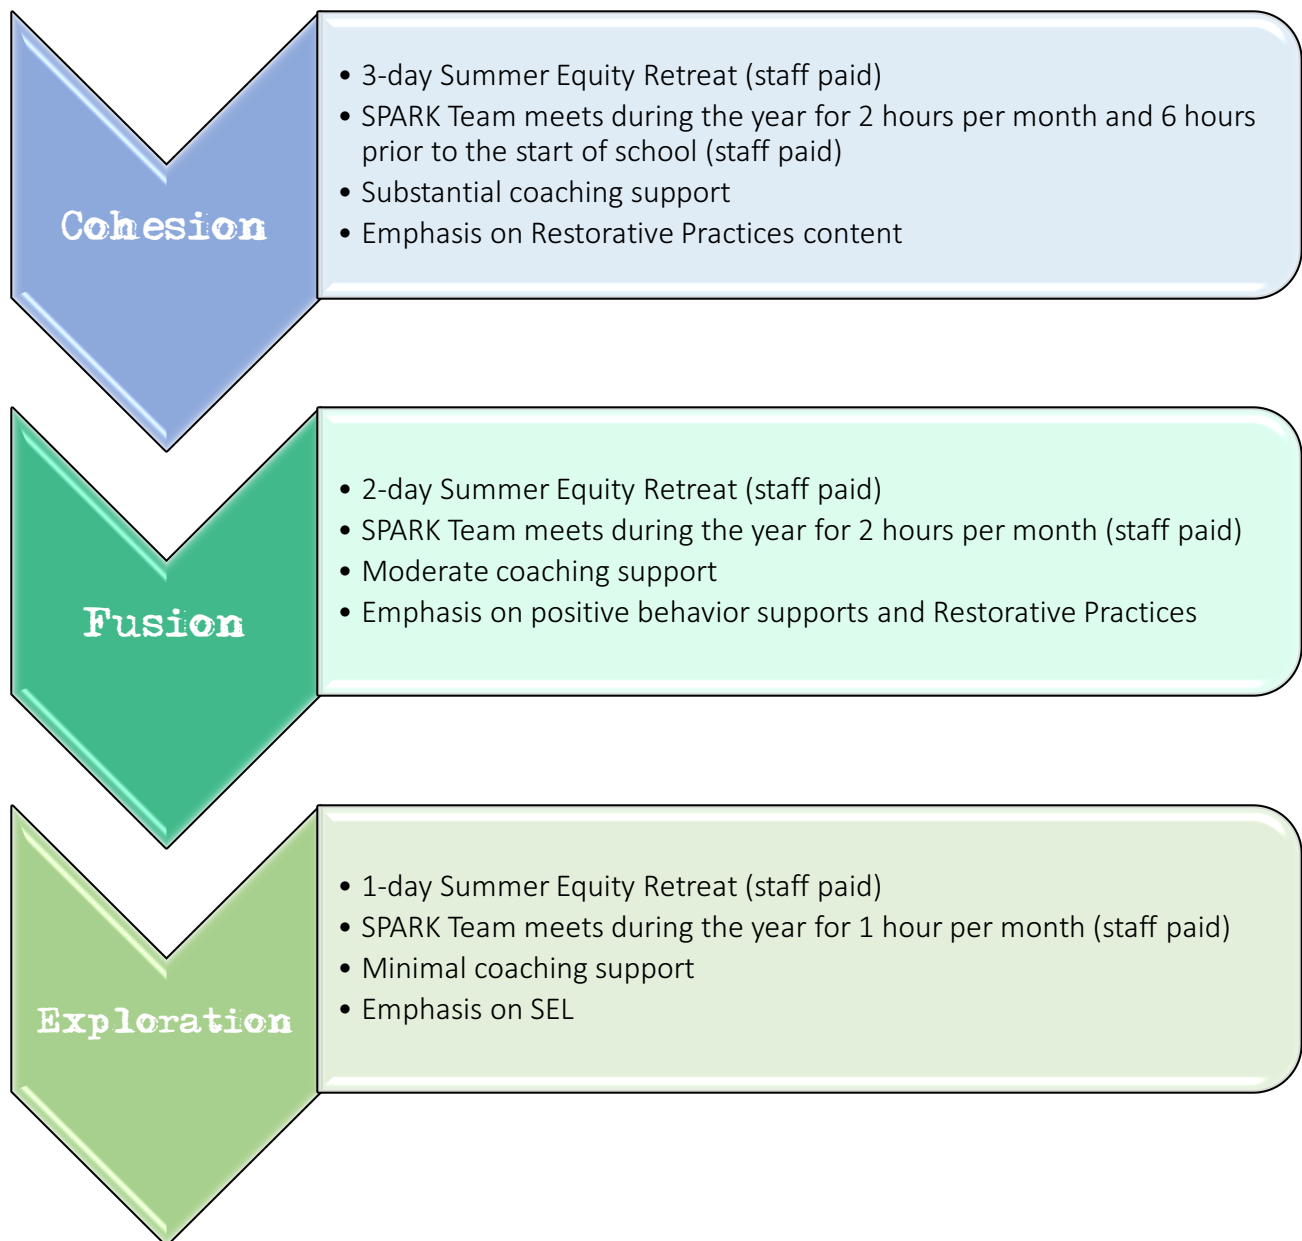 Cohesion
• 3-day Summer Equity Retreat (staff paid)
• SPARK Team meets during the year for 2 hours per month and 6 hours
prior to the start of school (staff paid)
• Substantial coaching support
• Emphasis on Restorative Practices content
Fusion
• 2-day Summer Equity Retreat (staff paid)
• SPARK Team meets during the year for 2 hours per month (staff paid)
• Moderate coaching support
• Emphasis on positive behavior supports and Restorative Practices
Exploration
• 1-day Summer Equity Retreat (staff paid)
• SPARK Team meets during the year for 1 hour per month (staff paid)
• Minimal coaching support
• Emphasis on SEL